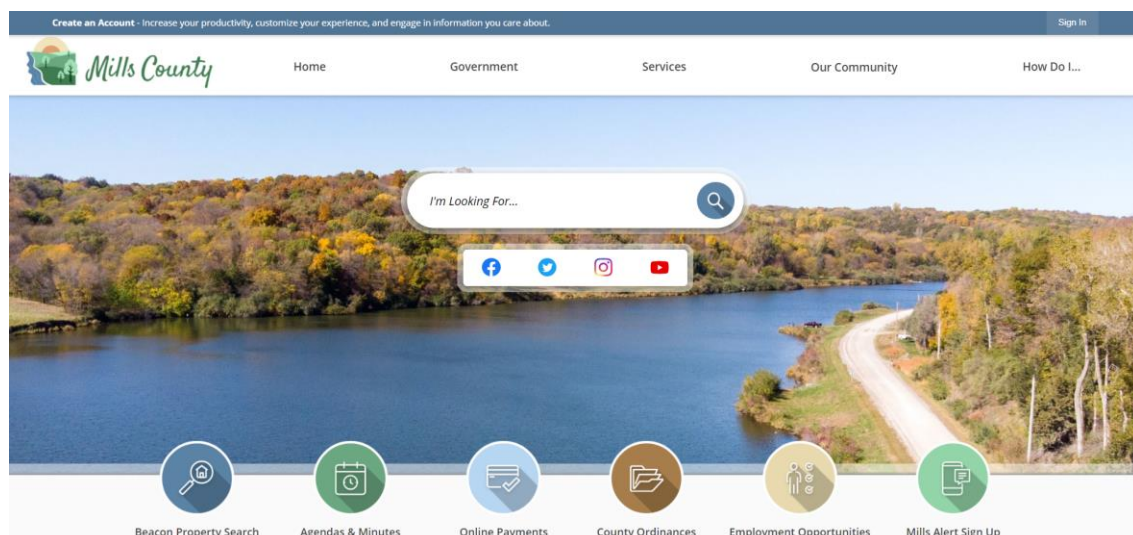 Create an Account - Increase your productivity, customize your experience, and engage in information you care about.
Sign In
Mills County
Home
Government
Services
Our Community
How Do I...
I'm Looking For...
Beacon Property Search
Agendas & Minutes
Online Payments
County Ordinances
Employment Opportunities
Mills Alert Sign Up